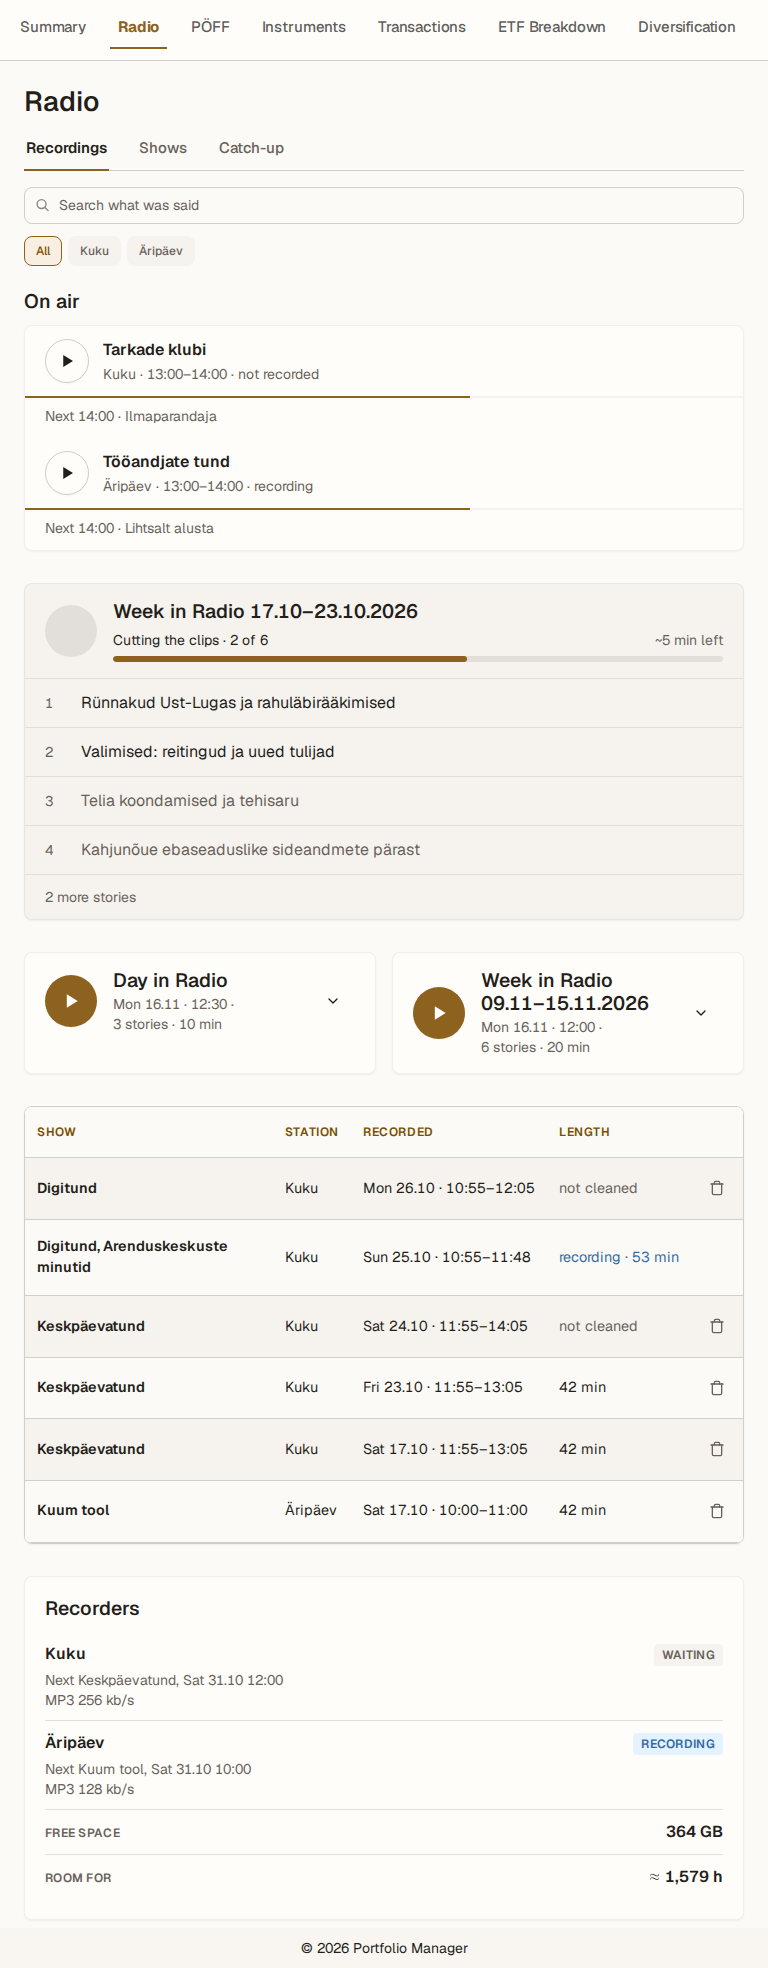 Summary Radio PÖFF Instruments Transactions ETF Breakdown Diversification
Radio
Recordings Shows Catch-up
Search what was said
All Kuku Äripäev
On air
Tarkade klubi
Kuku · 13:00–14:00 · not recorded
Next 14:00 · Ilmaparandaja
Tööandjate tund
Äripäev · 13:00–14:00 · recording
Next 14:00 · Lihtsalt alusta
Week in Radio 17.10–23.10.2026
Cutting the clips · 2 of 6 ~5 min left
1 Rünnakud Ust-Lugas ja rahuläbirääkimised
2 Valimised: reitingud ja uued tulijad
3 Telia koondamised ja tehisaru
4 Kahjunõue ebaseaduslike sideandmete pärast
2 more stories
Day in Radio
Mon 16.11 · 12:30 ·
3 stories · 10 min
Week in Radio
09.11–15.11.2026
Mon 16.11 · 12:00 ·
6 stories · 20 min
SHOW STATION RECORDED LENGTH
Digitund Kuku Mon 26.10 · 10:55–12:05 not cleaned
Digitund, Arenduskeskuste
minutid Kuku Sun 25.10 · 10:55–11:48 recording · 53 min
Keskpäevatund Kuku Sat 24.10 · 11:55–14:05 not cleaned
Keskpäevatund Kuku Fri 23.10 · 11:55–13:05 42 min
Keskpäevatund Kuku Sat 17.10 · 11:55–13:05 42 min
Kuum tool Äripäev Sat 17.10 · 10:00–11:00 42 min
Recorders
Kuku WAITING
Next Keskpäevatund, Sat 31.10 12:00
MP3 256 kb/s
Äripäev RECORDING
Next Kuum tool, Sat 31.10 10:00
MP3 128 kb/s
FREE SPACE 364 GB
ROOM FOR ≈ 1,579 h
© 2026 Portfolio Manager